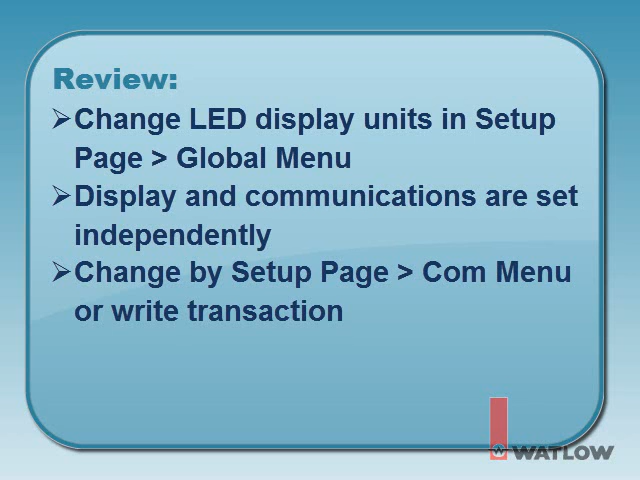 Review:
➢Change LED display units in Setup
Page > Global Menu
➢Display and communications are set
independently
➢Change by Setup Page > Com Menu
or write transaction
WATLOW